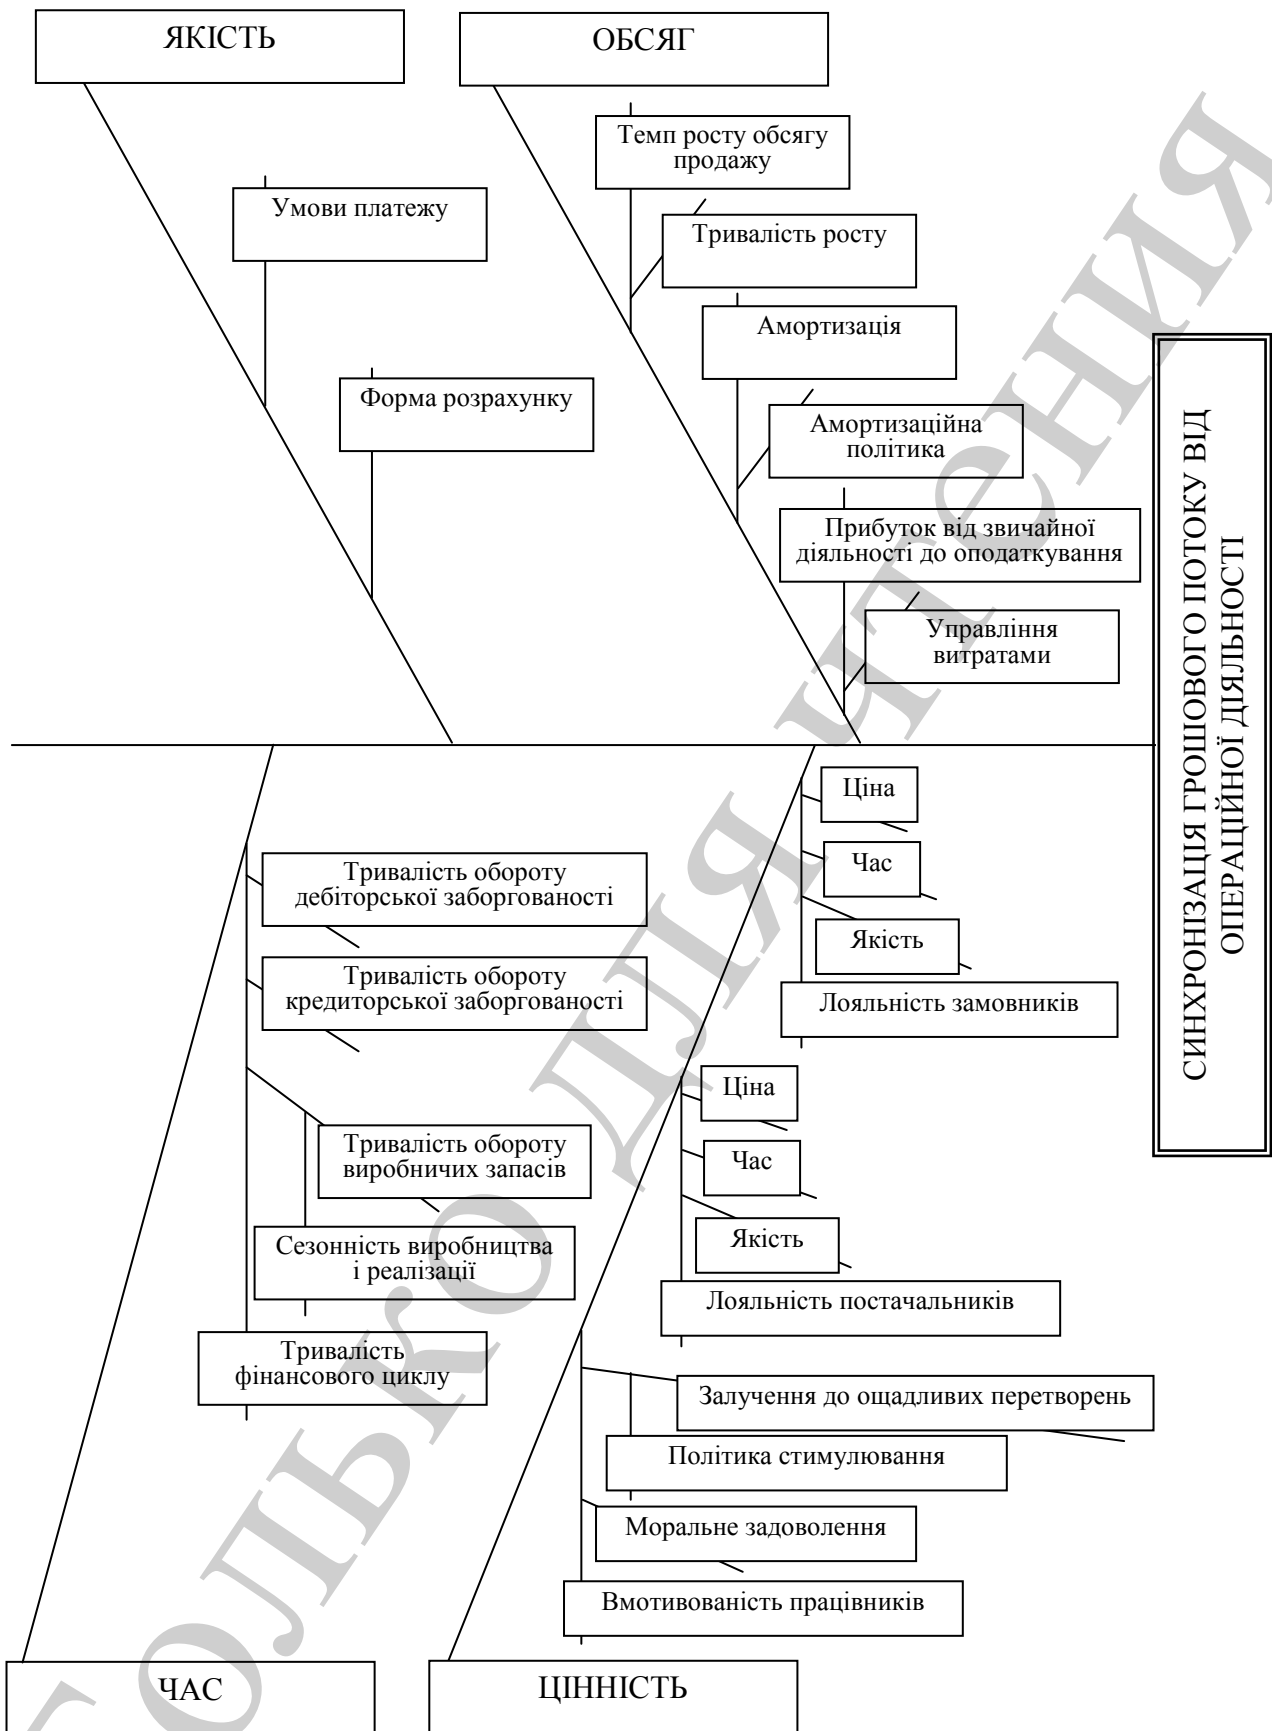 ЯКІСТЬ
ОБСЯГ
Темп росту обсягу
продажу
Умови платежу
Тривалість росту
Амортизація
Форма розрахунку
Амортизаційна
політика
Прибуток від звичайної
діяльності до оподаткування
Управління
витратами
СИНХРОНІЗАЦІЯ ГРОШОВОГО ПОТОКУ ВІД
ОПЕРАЦІЙНОЇ ДІЯЛЬНОСТІ
Ціна
Час
Якість
Лояльність замовників
Тривалість обороту
дебіторської заборгованості
Тривалість обороту
кредиторської заборгованості
Ціна
Час
Якість
Лояльність постачальників
Тривалість обороту
виробничих запасів
Сезонність виробництва
і реалізації
Тривалість
фінансового циклу
Залучення до ощадливих перетворень
Політика стимулювання
Моральне задоволення
Вмотивованість працівників
ЧАС
ЦІННІСТЬ
только для чтения